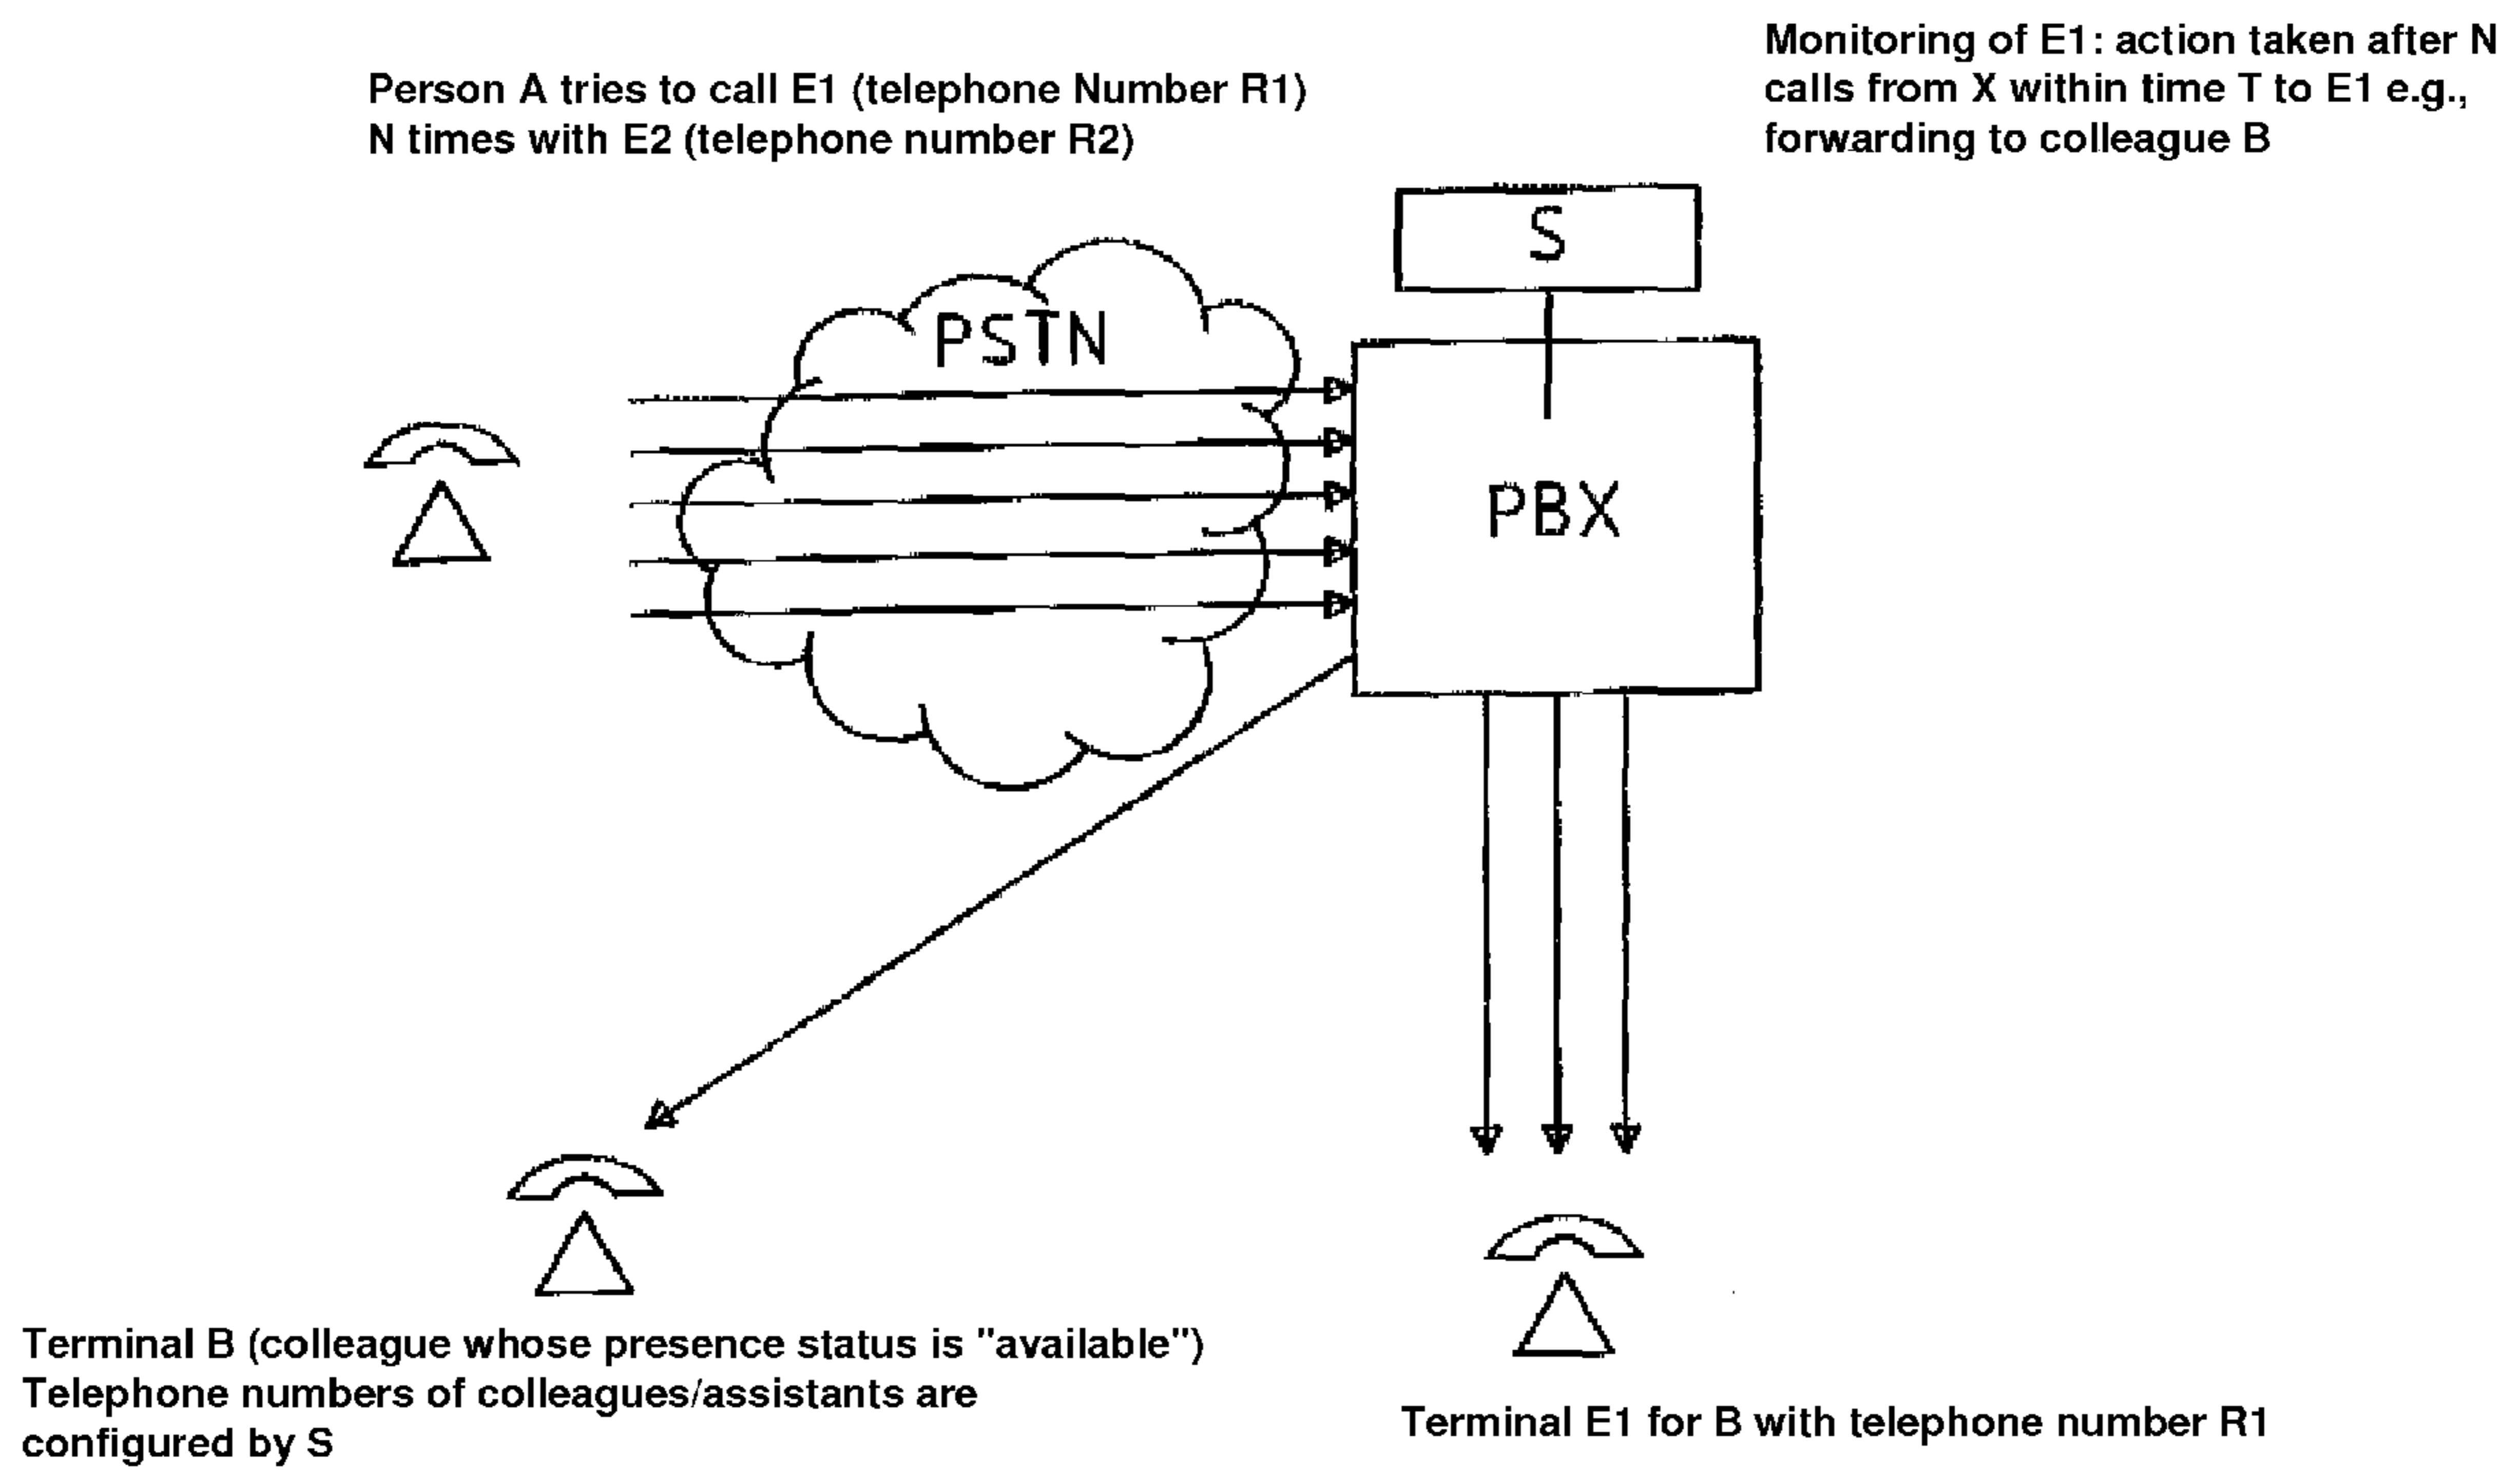 Person A tries to call E1 (telephone Number R1)
N times with E2 (telephone number R2)
Monitoring of E1: action taken after N
calls from X within time T to E1 e.g.,
forwarding to colleague B
S
PSTN
PBX
Terminal B (colleague whose presence status is "available")
Telephone numbers of colleagues/assistants are
configured by S
Terminal E1 for B with telephone number R1